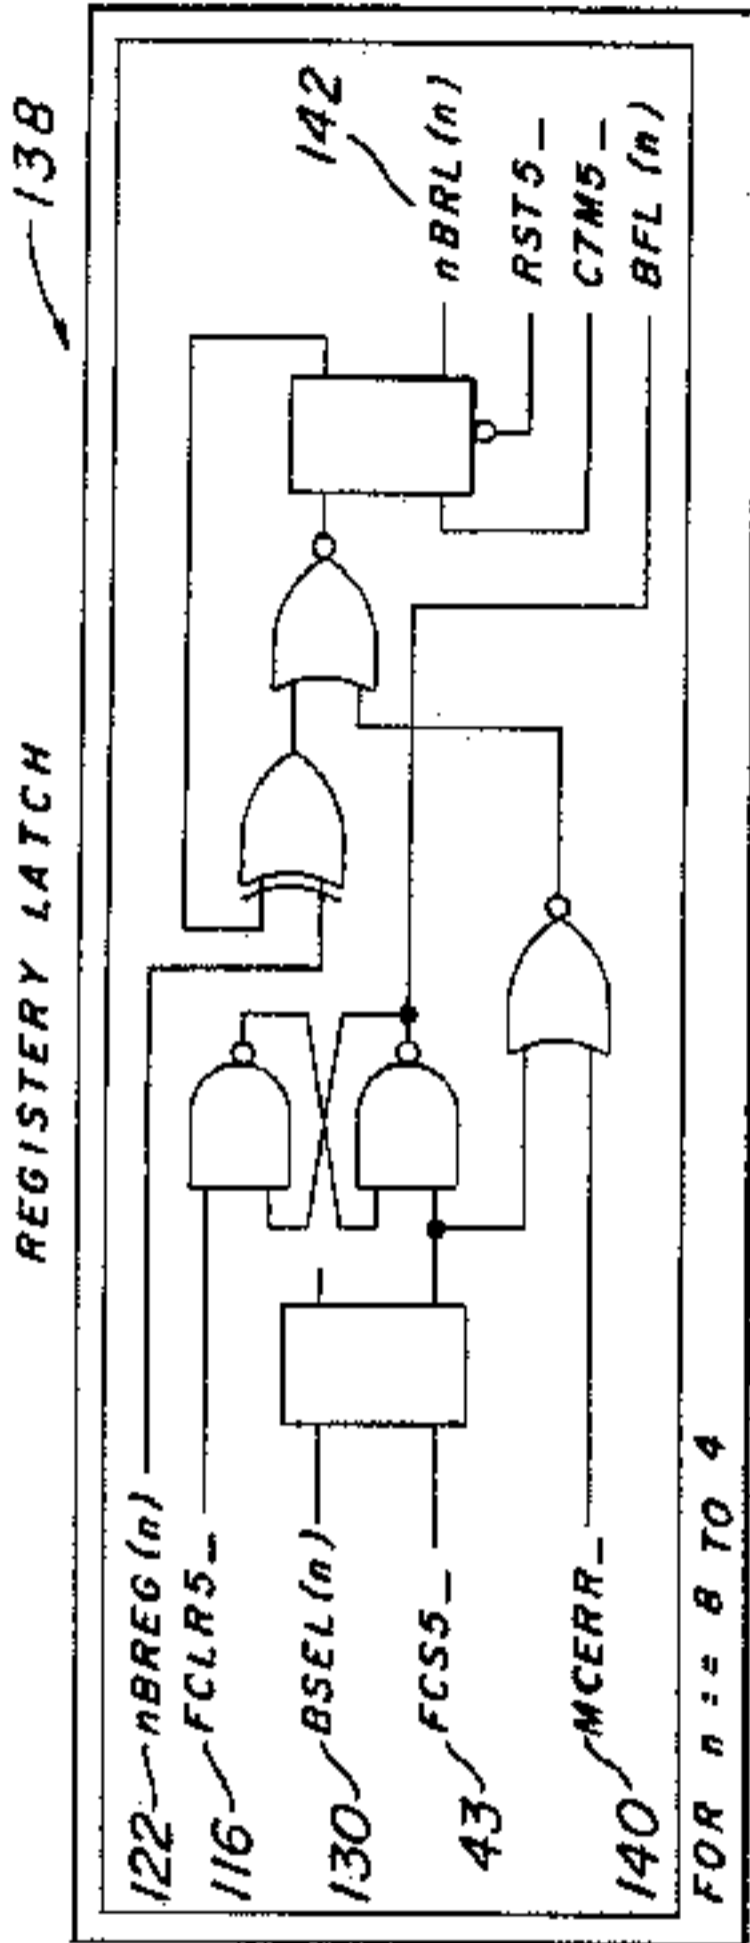 REGISTERY LATCH
138
122
nBREG(n)
116
FCLR5_
130
BSEL(n)
43
FCS5_
140
MCERR_
142
nBRL(n)
RST5_
CTM5_
BFL(n)
FOR n := 8 TO 4